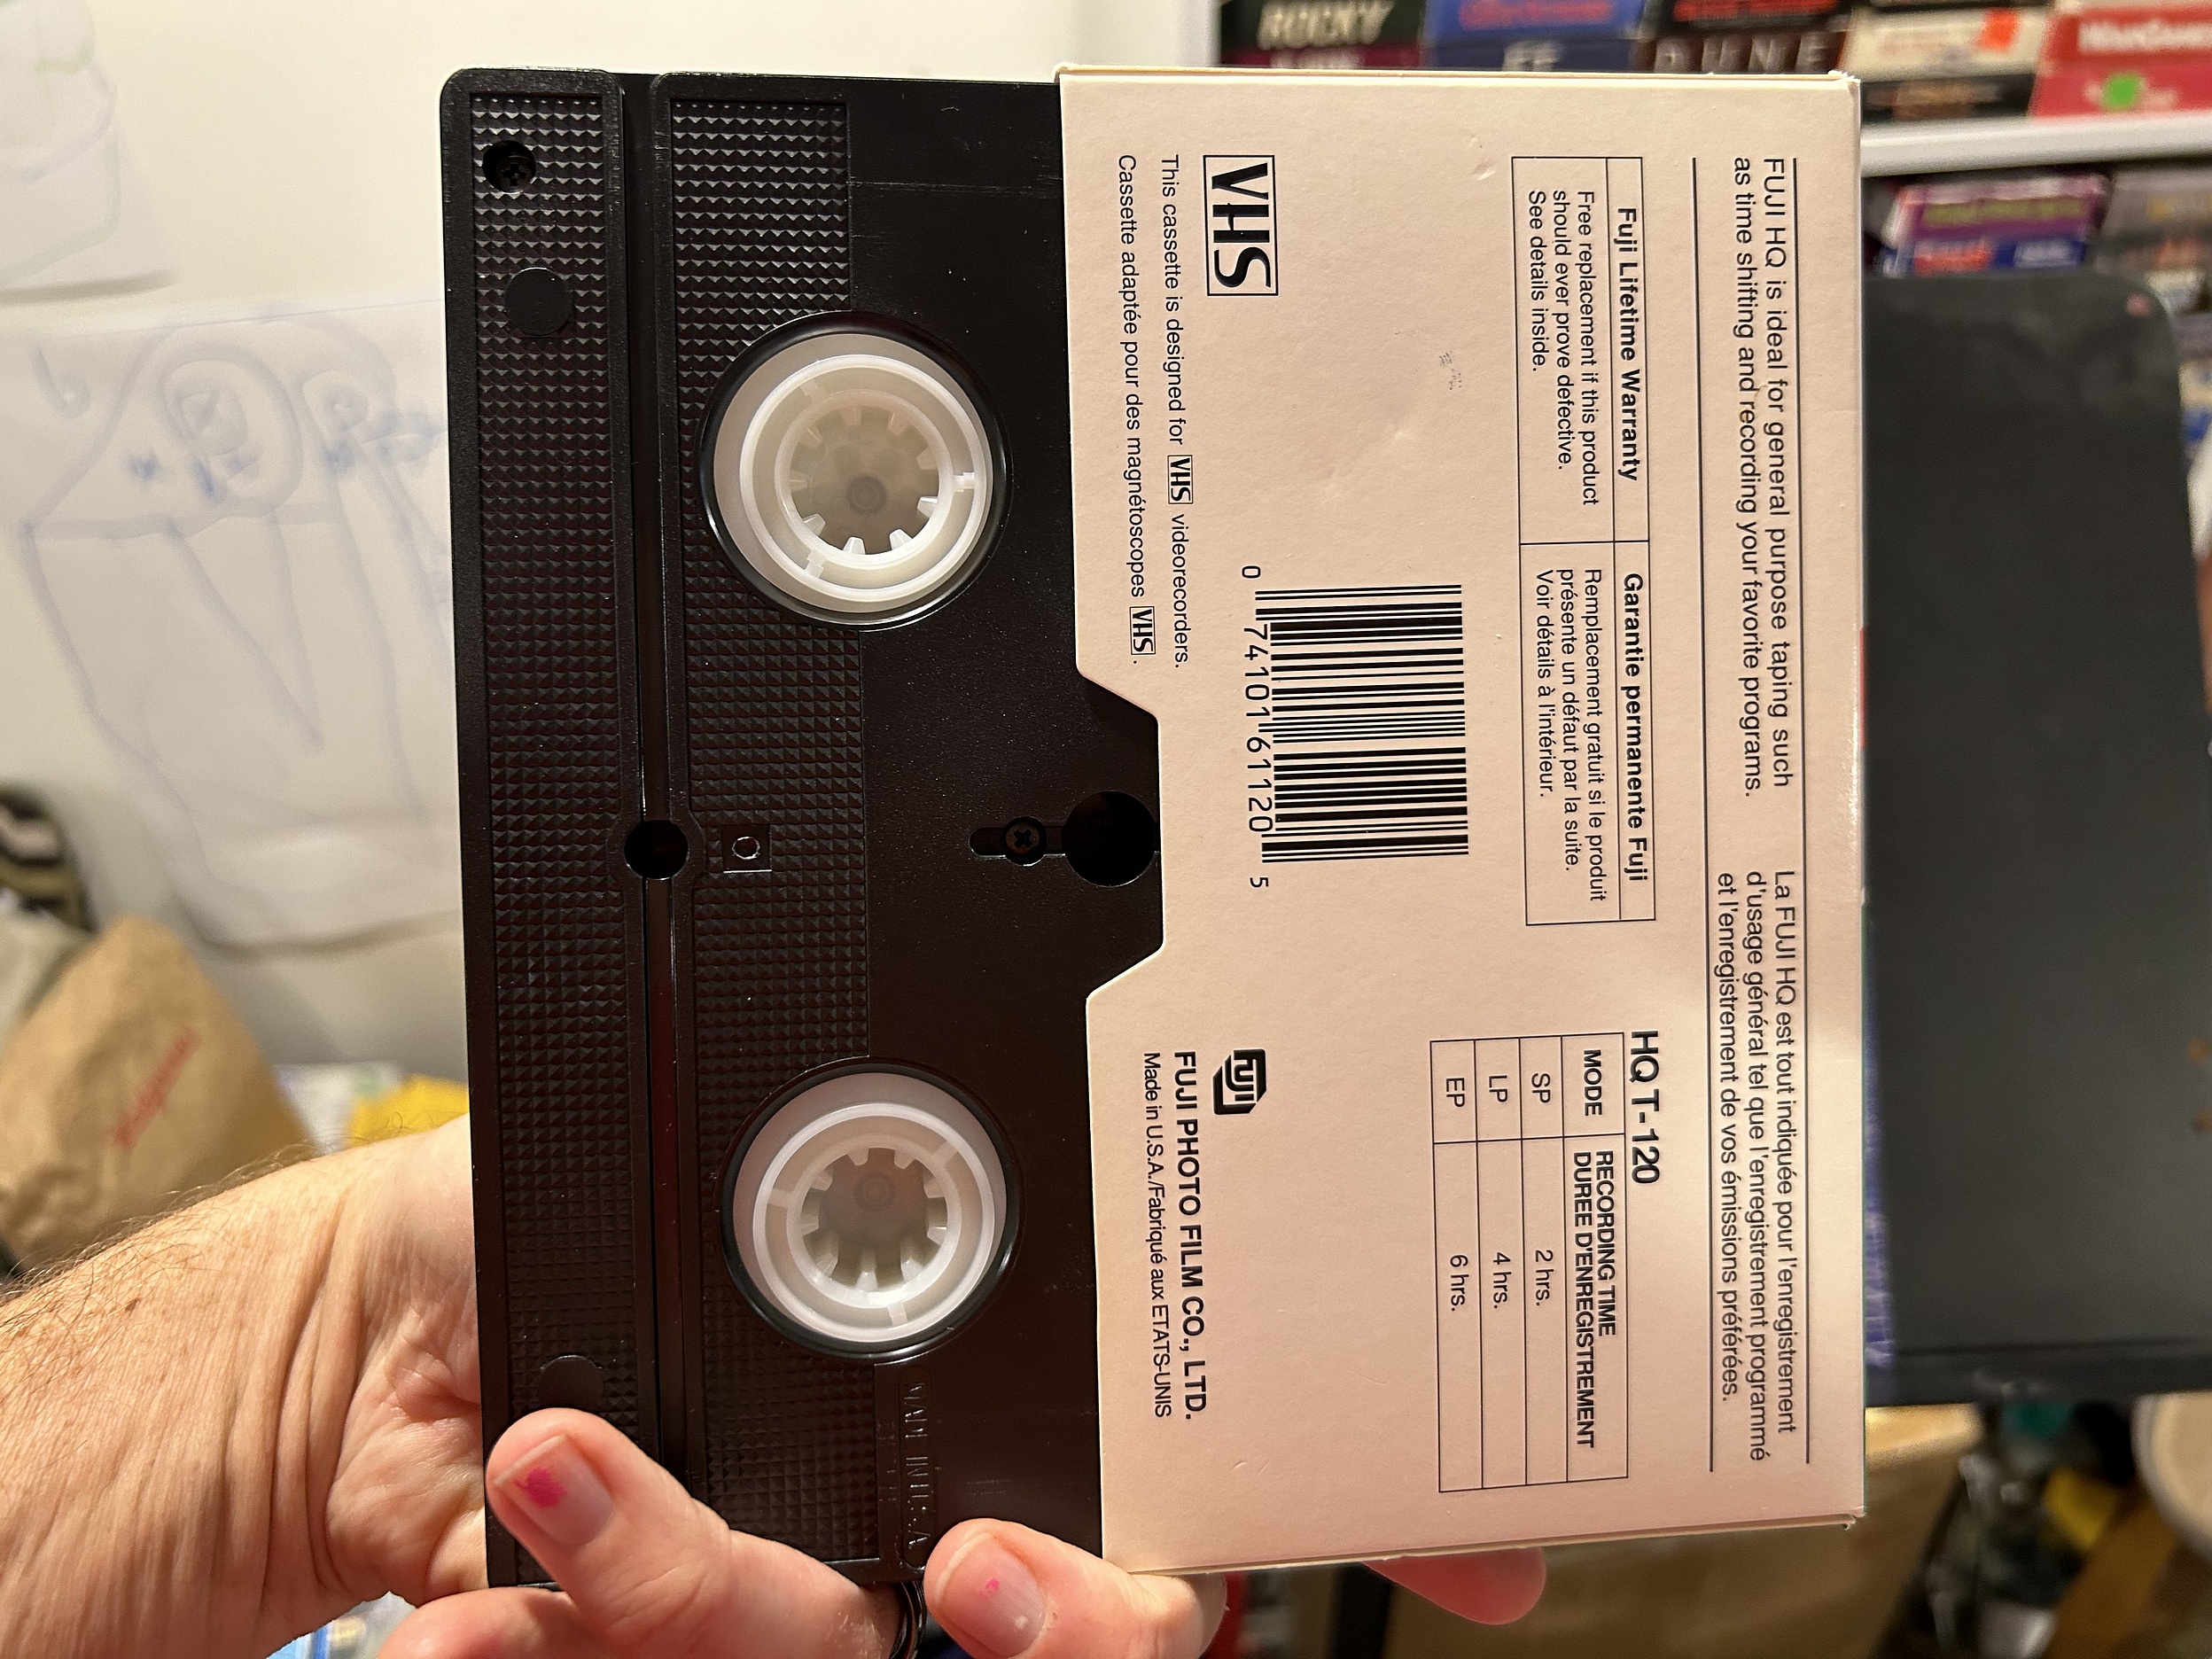 FUJI HQ is ideal for general purpose taping such
as time shifting and recording your favorite programs.
La FUJI HQ est tout indiquée pour l'enregistrement
d'usage général tel que l'enregistrement programmé
et l'enregistrement de vos émissions préférées.
Fuji Lifetime Warranty
Free replacement if this product
should ever prove defective.
See details inside.
Garantie permanente Fuji
Remplacement gratuit si le produit
présente un défaut par la suite.
Voir détails à l'intérieur.
HQ T-120
MODE RECORDING TIME
DUREE D'ENREGISTREMENT
SP 2 hrs.
LP 4 hrs.
EP 6 hrs.
VHS
This cassette is designed for VHS videorecorders.
Cassette adaptée pour des magnétoscopes VHS.
0 74101 61120 5
FUJI
FUJI PHOTO FILM CO., LTD.
Made in U.S.A./Fabriqué aux ETATS-UNIS
MADE IN U.S.A
ROCKY
DUNE